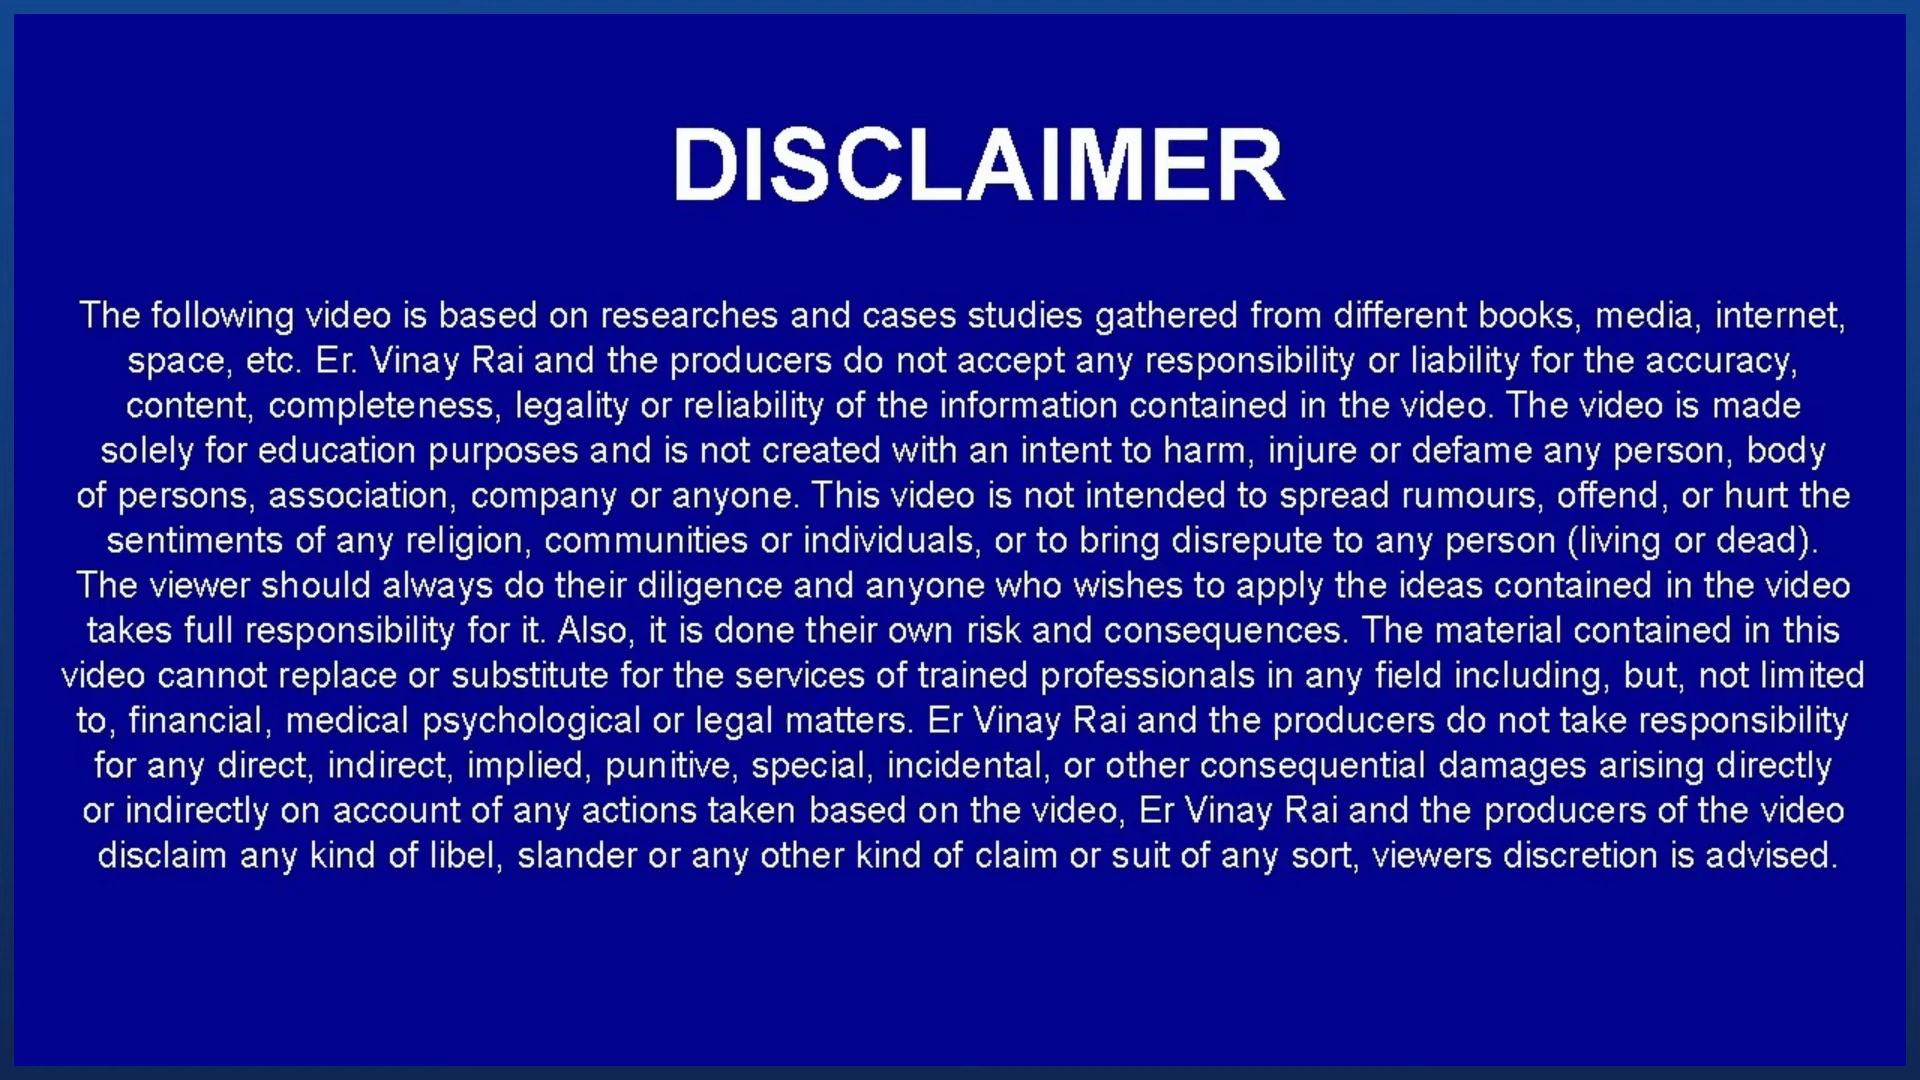 DISCLAIMER
The following video is based on researches and cases studies gathered from different books, media, internet,
space, etc. Er. Vinay Rai and the producers do not accept any responsibility or liability for the accuracy,
content, completeness, legality or reliability of the information contained in the video. The video is made
solely for education purposes and is not created with an intent to harm, injure or defame any person, body
of persons, association, company or anyone. This video is not intended to spread rumours, offend, or hurt the
sentiments of any religion, communities or individuals, or to bring disrepute to any person (living or dead).
The viewer should always do their diligence and anyone who wishes to apply the ideas contained in the video
takes full responsibility for it. Also, it is done their own risk and consequences. The material contained in this
video cannot replace or substitute for the services of trained professionals in any field including, but, not limited
to, financial, medical psychological or legal matters. Er Vinay Rai and the producers do not take responsibility
for any direct, indirect, implied, punitive, special, incidental, or other consequential damages arising directly
or indirectly on account of any actions taken based on the video, Er Vinay Rai and the producers of the video
disclaim any kind of libel, slander or any other kind of claim or suit of any sort, viewers discretion is advised.